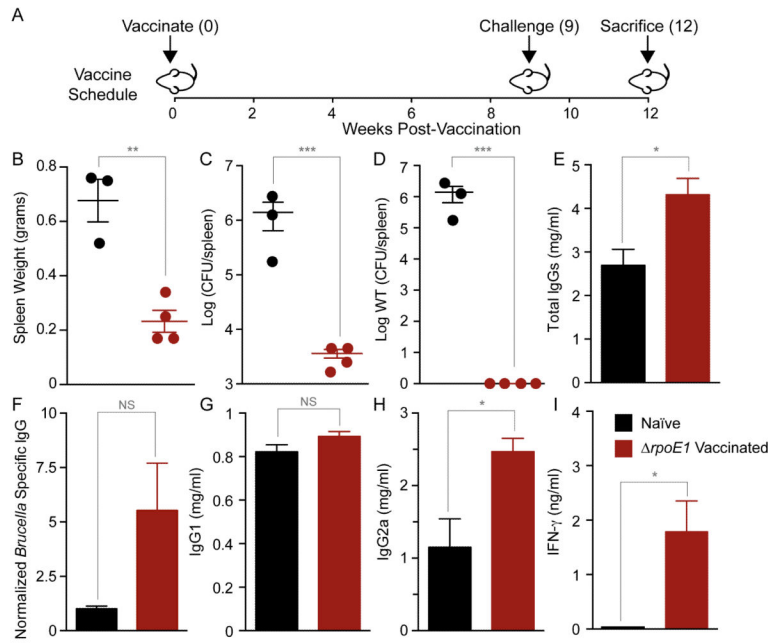 A
Vaccinate (0)
Challenge (9)
Sacrifice (12)
Vaccine
Schedule
0
2
4
6
8
10
12
Weeks Post-Vaccination
B
Spleen Weight (grams)
0.8
0.6
0.4
0.2
0
**
C
Log (CFU/spleen)
6
5
4
3
***
D
Log WT (CFU/spleen)
7
6
5
4
3
2
1
0
***
E
Total IgGs (mg/ml)
5
4
3
2
1
0
*
F
Normalized Brucella Specific IgG
10
7.5
5
2.5
0
NS
G
IgG1 (mg/ml)
1
0.8
0.6
0.4
0.2
0
NS
H
IgG2a (mg/ml)
3
2
1
0
*
I
IFN-γ (ng/ml)
3
2
1
0
Naïve
ΔrpoE1 Vaccinated
*